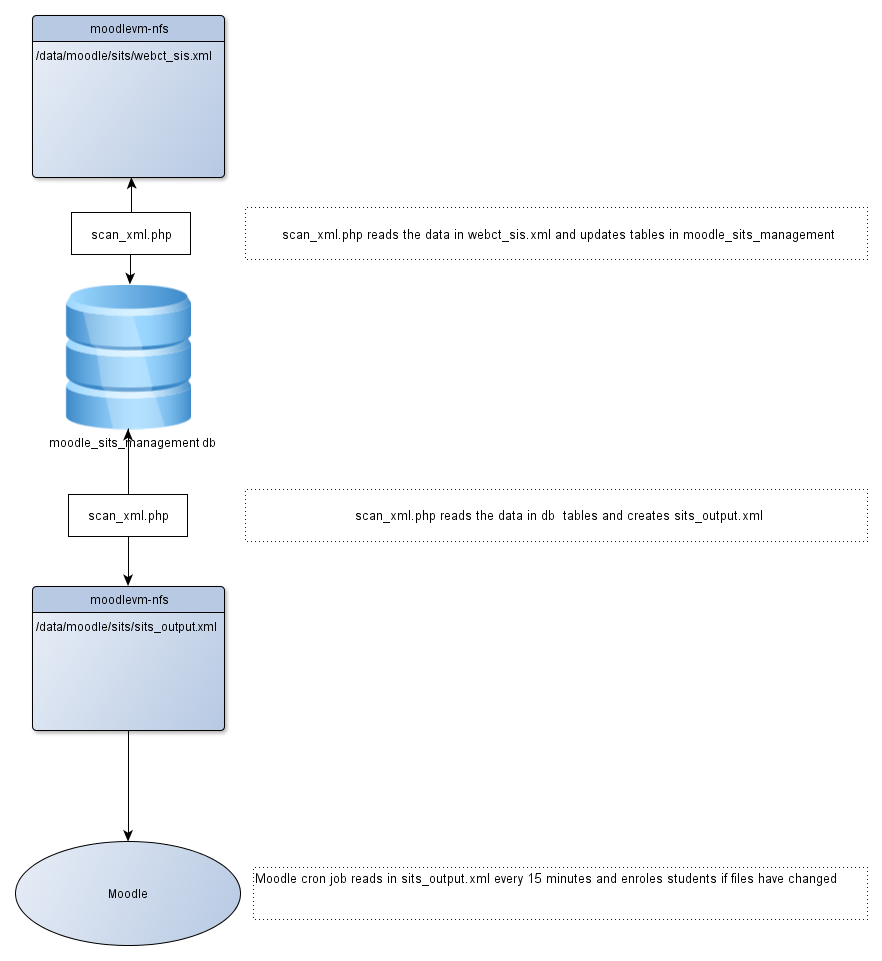 moodlevm-nfs
/data/moodle/sits/webct_sis.xml
scan_xml.php
scan_xml.php reads the data in webct_sis.xml and updates tables in moodle_sits_management
moodle_sits_management db
scan_xml.php
scan_xml.php reads the data in db  tables and creates sits_output.xml
moodlevm-nfs
/data/moodle/sits/sits_output.xml
Moodle
Moodle cron job reads in sits_output.xml every 15 minutes and enroles students if files have changed